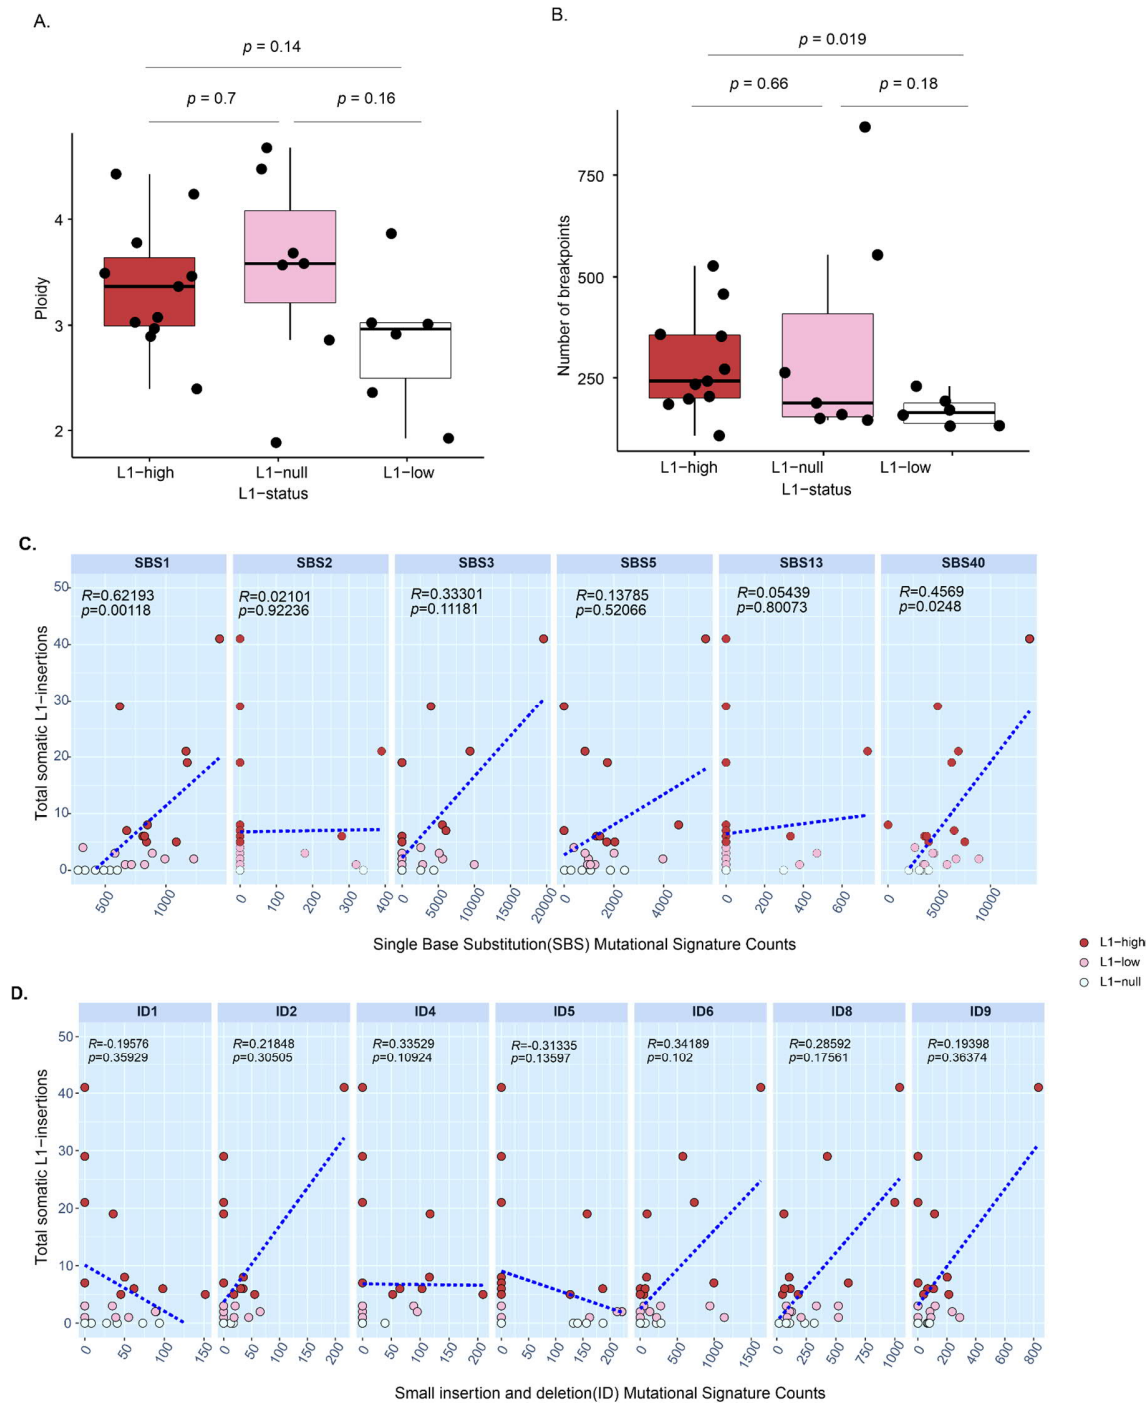 A.
p = 0.14
p = 0.7
p = 0.16
Ploidy
4
3
2
L1−high
L1−null
L1−low
L1−status
B.
p = 0.019
p = 0.66
p = 0.18
Number of breakpoints
750
500
250
L1−high
L1−null
L1−low
L1−status
C.
SBS1
SBS2
SBS3
SBS5
SBS13
SBS40
R=0.62193
p=0.00118
R=0.02101
p=0.92236
R=0.33301
p=0.11181
R=0.13785
p=0.52066
R=0.05439
p=0.80073
R=0.4569
p=0.0248
Total somatic L1−insertions
50
40
30
20
10
0
500
1000
0
100
200
300
400
0
5000
10000
15000
20000
0
2000
4000
0
200
400
600
0
5000
10000
Single Base Substitution(SBS) Mutational Signature Counts
L1−high
L1−low
L1−null
D.
ID1
ID2
ID4
ID5
ID6
ID8
ID9
R=-0.19576
p=0.35929
R=0.21848
p=0.30505
R=0.33529
p=0.10924
R=-0.31335
p=0.13597
R=0.34189
p=0.102
R=0.28592
p=0.17561
R=0.19398
p=0.36374
Total somatic L1−insertions
50
40
30
20
10
0
0
50
100
150
0
50
100
150
200
0
50
100
150
200
0
50
100
150
200
0
500
1000
1500
0
250
500
750
1000
0
200
400
600
800
Small insertion and deletion(ID) Mutational Signature Counts